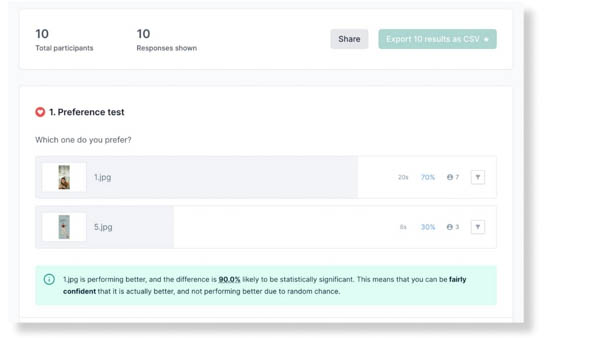 10
10
Total participants
Responses shown
Share
Export 10 results as CSV
1. Preference test
Which one do you prefer?
1.jpg
20s
70%
7
5.jpg
8s
30%
3
1.jpg is performing better, and the difference is 90.0% likely to be statistically significant. This means that you can be fairly
confident that it is actually better, and not performing better due to random chance.